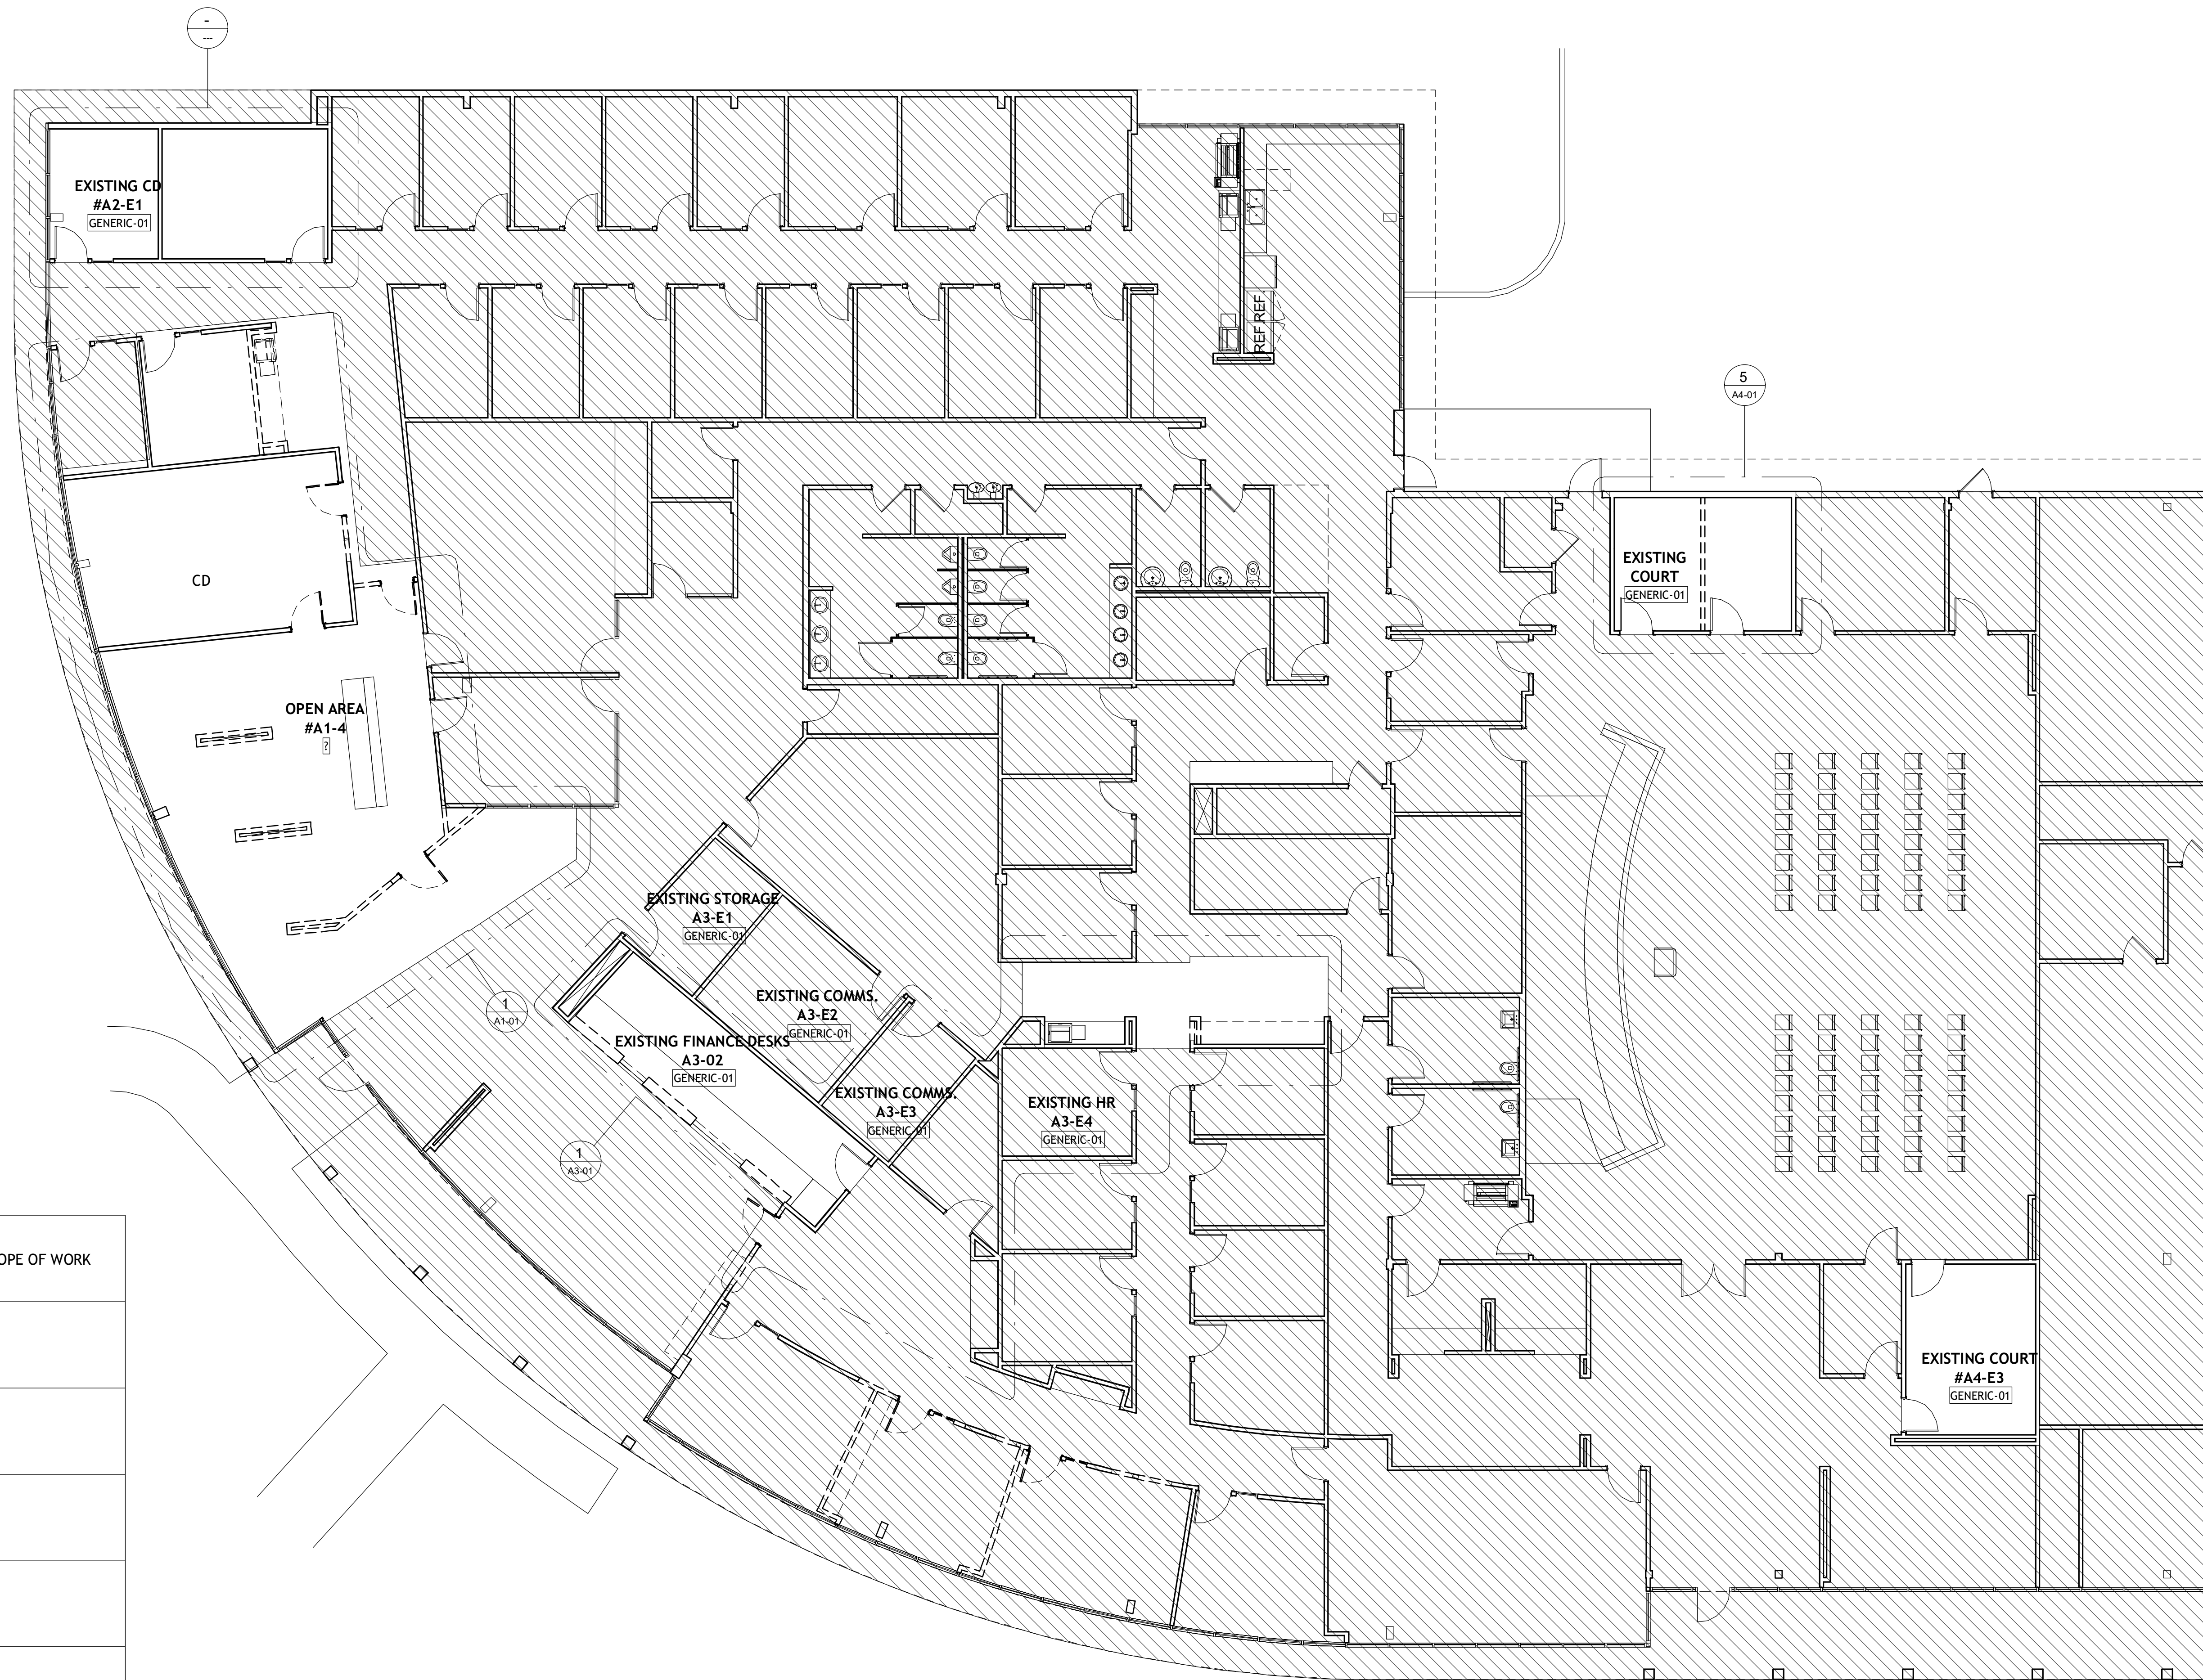 -
---
EXISTING CD
#A2-E1
GENERIC-01
REF.
REF.
5
A4-01
EXISTING
COURT
GENERIC-01
CD
OPEN AREA
#A1-4
?
EXISTING STORAGE
A3-E1
GENERIC-01
1
A1-01
EXISTING COMMS.
A3-E2
GENERIC-01
EXISTING FINANCE DESKS
A3-02
GENERIC-01
EXISTING COMMS.
A3-E3
GENERIC-01
EXISTING HR
A3-E4
GENERIC-01
1
A3-01
OPE OF WORK
EXISTING COURT
#A4-E3
GENERIC-01